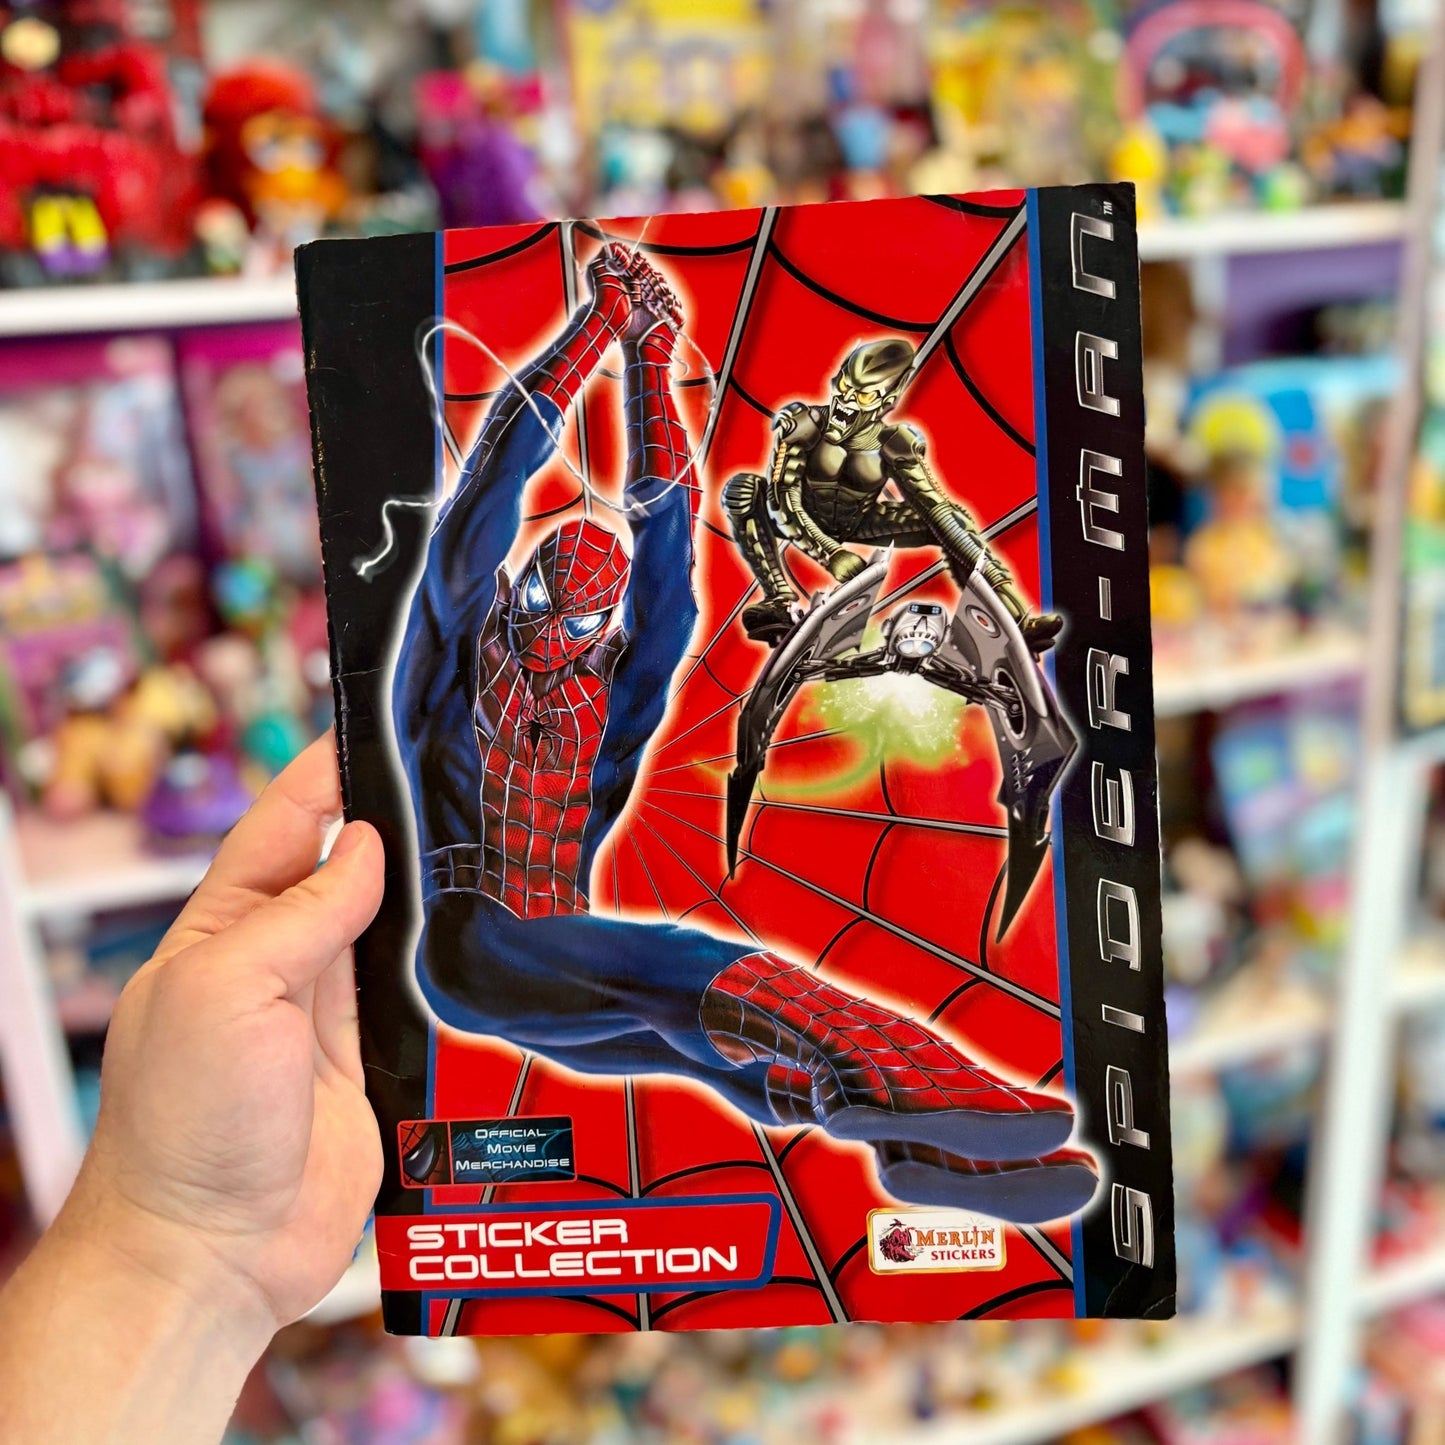 SPIDER-MAN™
OFFICIAL
MOVIE
MERCHANDISE
STICKER
COLLECTION
MERLIN
STICKERS